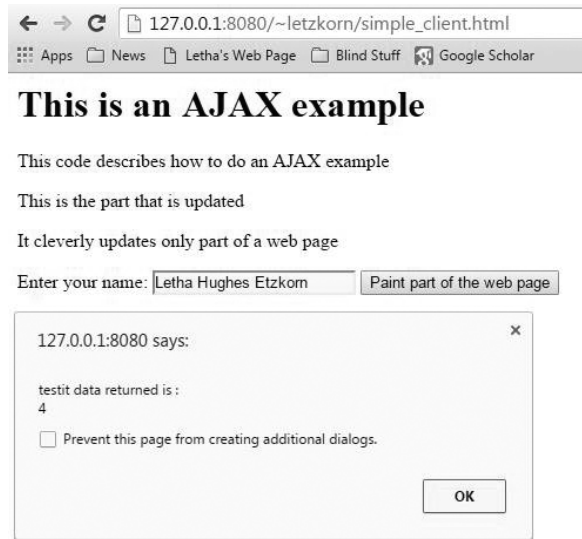 127.0.0.1:8080/~letzkorn/simple_client.html
Apps News Letha's Web Page Blind Stuff Google Scholar
This is an AJAX example
This code describes how to do an AJAX example
This is the part that is updated
It cleverly updates only part of a web page
Enter your name: Letha Hughes Etzkorn Paint part of the web page
127.0.0.1:8080 says:
testit data returned is :
4
Prevent this page from creating additional dialogs.
OK